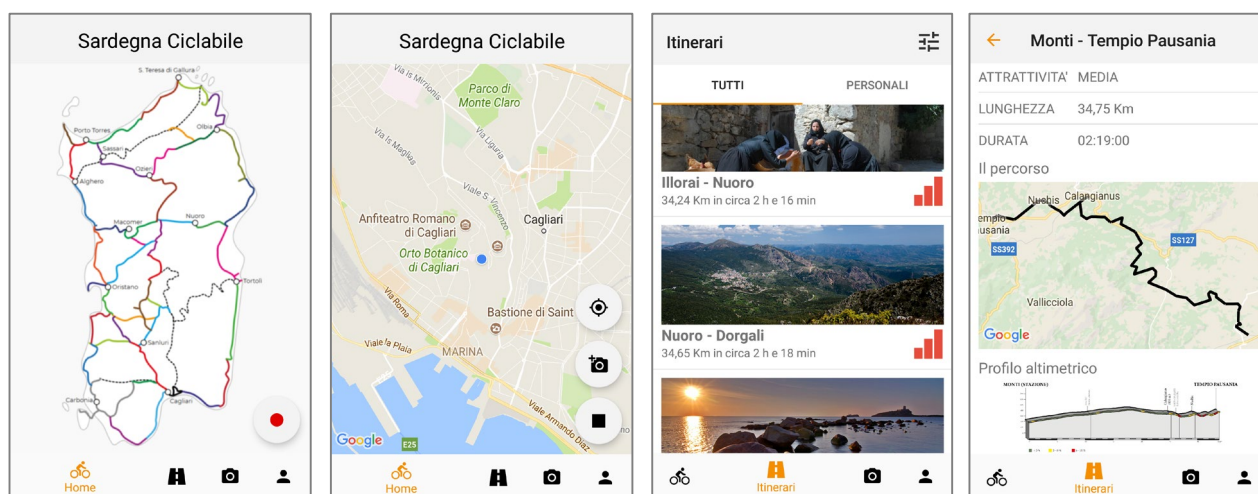 Sardegna Ciclabile
S. Teresa di Gallura
Porto Torres
Olbia
Sassari
Ozieri
Alghero
Macomer
Nuoro
Oristano
Tortolì
Sanluri
Carbonia
Cagliari
Home
Sardegna Ciclabile
Via Is Mirrionis
Parco di
Monte Claro
Via Is Maglias
Via Liguria
Viale S. Vincenzo
Anfiteatro Romano
di Cagliari
Cagliari
Orto Botanico
di Cagliari
Via Roma
Bastione di Saint
Viale la Plaia
MARINA
Viale Armando Diaz
Google
E25
Home
Itinerari
TUTTI
PERSONALI
Illorai - Nuoro
34,24 Km in circa 2 h e 16 min
Nuoro - Dorgali
34,65 Km in circa 2 h e 18 min
Itinerari
Monti - Tempio Pausania
ATTRATTIVITA' MEDIA
LUNGHEZZA 34,75 Km
DURATA 02:19:00
Il percorso
Nuchis
Calangianus
Tempio
Pausania
SS127
SS392
Vallicciola
Google
Profilo altimetrico
MONTI (STAZIONE)
TEMPIO PAUSANIA
Itinerari